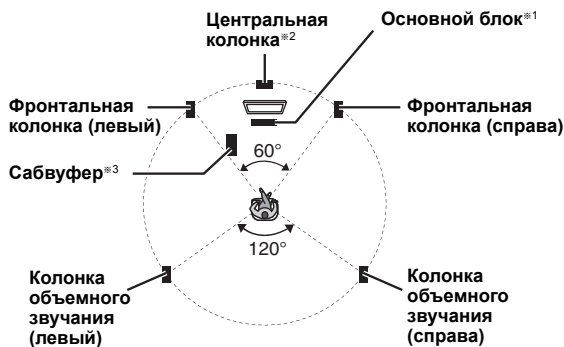 Центральная
колонка※2
Основной блок※1
Фронтальная
колонка (левый)
Фронтальная
колонка (справа)
Сабвуфер※3
60°
120°
Колонка
объемного
звучания
(левый)
Колонка
объемного
звучания
(справа)